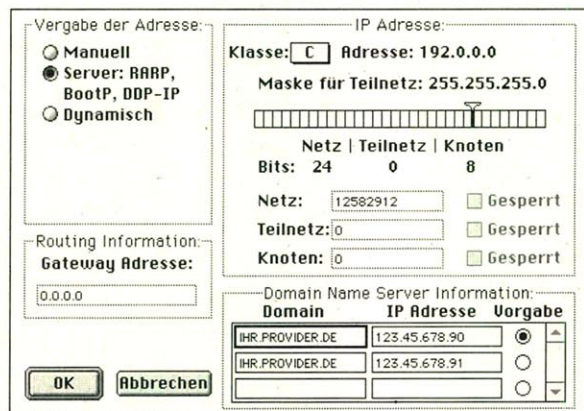 Vergabe der Adresse:
Manuell
Server: RARP,
BootP, DDP-IP
Dynamisch
Routing Information:
Gateway Adresse:
0.0.0.0
OK
Abbrechen
IP Adresse:
Klasse: C Adresse: 192.0.0.0
Maske für Teilnetz: 255.255.255.0
Netz | Teilnetz | Knoten
Bits: 24 0 8
Netz: 12582912 Gesperrt
Teilnetz: 0 Gesperrt
Knoten: 0 Gesperrt
Domain Name Server Information:
Domain IP Adresse Vorgabe
IHR.PROVIDER.DE 123.45.678.90
IHR.PROVIDER.DE 123.45.678.91